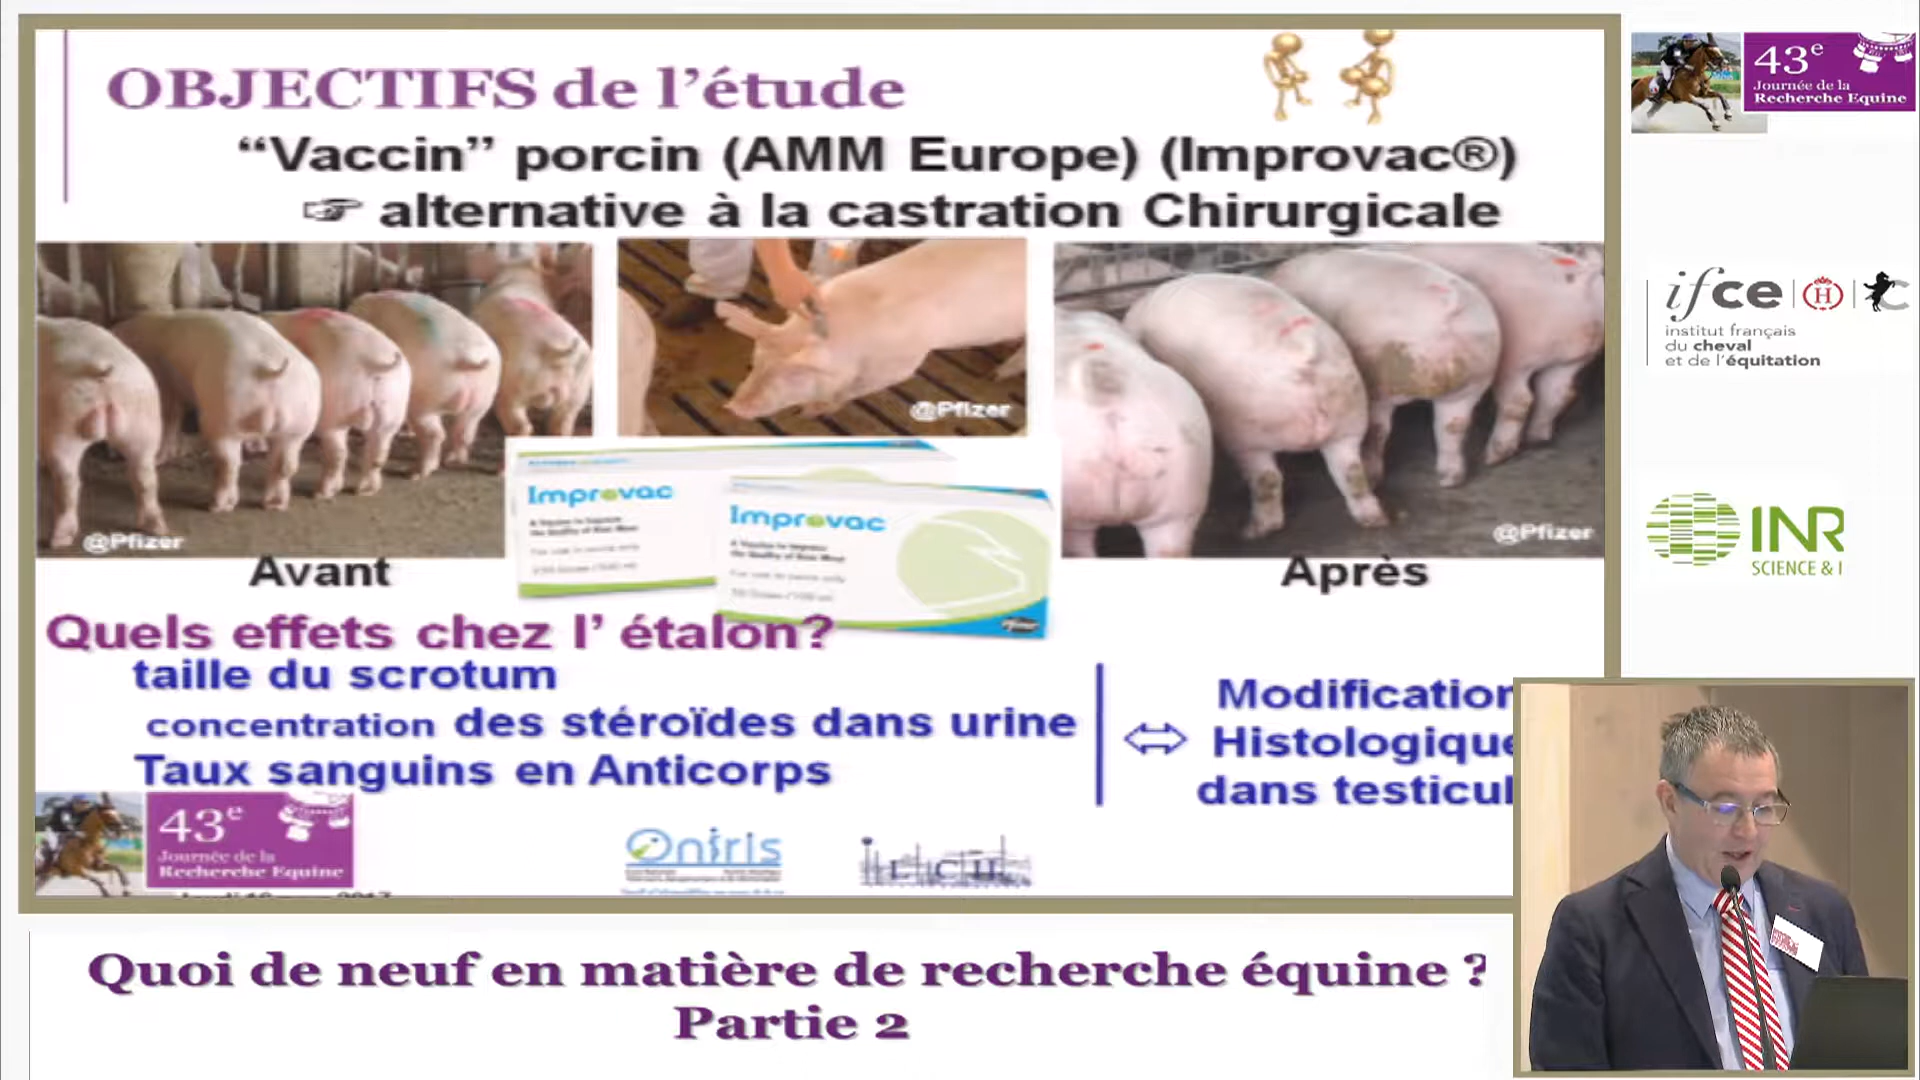 OBJECTIFS de l'étude
“Vaccin” porcin (AMM Europe) (Improvac®)
☞ alternative à la castration Chirurgicale
@Pfizer
@Pfizer
@Pfizer
Improvac
Improvac
Avant
Après
Quels effets chez l' étalon?
taille du scrotum
concentration des stéroïdes dans urine
Taux sanguins en Anticorps
⇔
Modification
Histologique
dans testicul
43e
Journée de la
Recherche Equine
Oniris
LCH
43e
Journée de la
Recherche Equine
ifce
institut français
du cheval
et de l'équitation
INR
SCIENCE & I
Quoi de neuf en matière de recherche équine ?
Partie 2